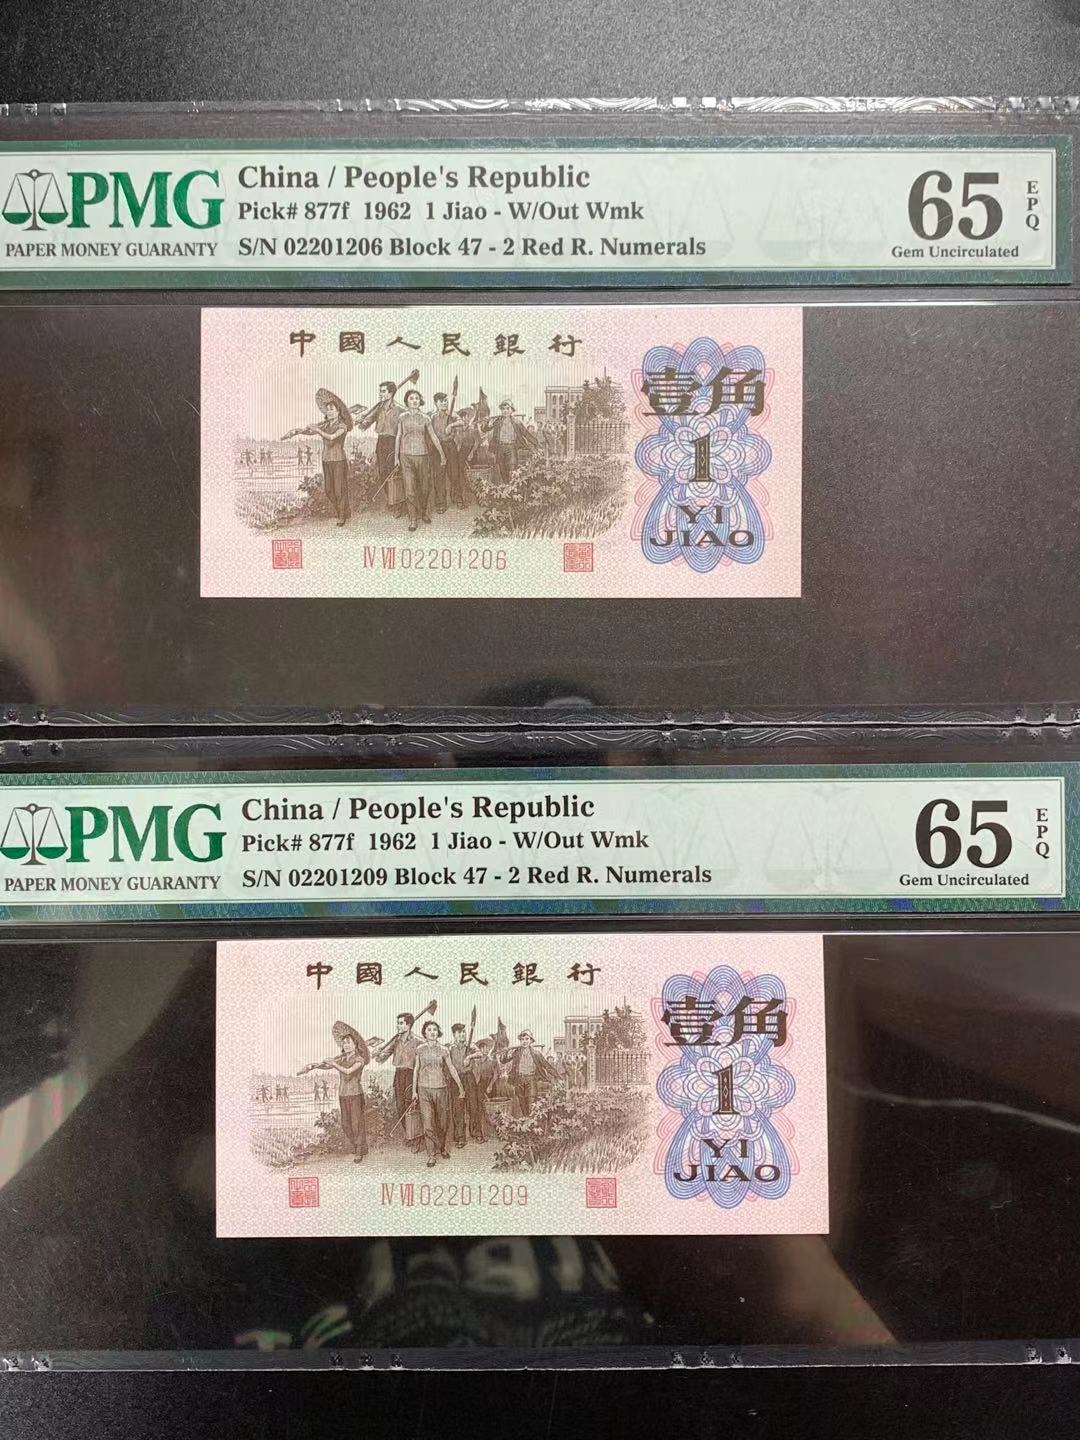 PMG
PAPER MONEY GUARANTY
China / People's Republic
Pick# 877f 1962 1 Jiao - W/Out Wmk
S/N 02201206 Block 47 - 2 Red R. Numerals
65
EPQ
Gem Uncirculated
中國人民銀行
壹角
1
YI
JIAO
IV VII 02201206
PMG
PAPER MONEY GUARANTY
China / People's Republic
Pick# 877f 1962 1 Jiao - W/Out Wmk
S/N 02201209 Block 47 - 2 Red R. Numerals
65
EPQ
Gem Uncirculated
中國人民銀行
壹角
1
YI
JIAO
IV VII 02201209